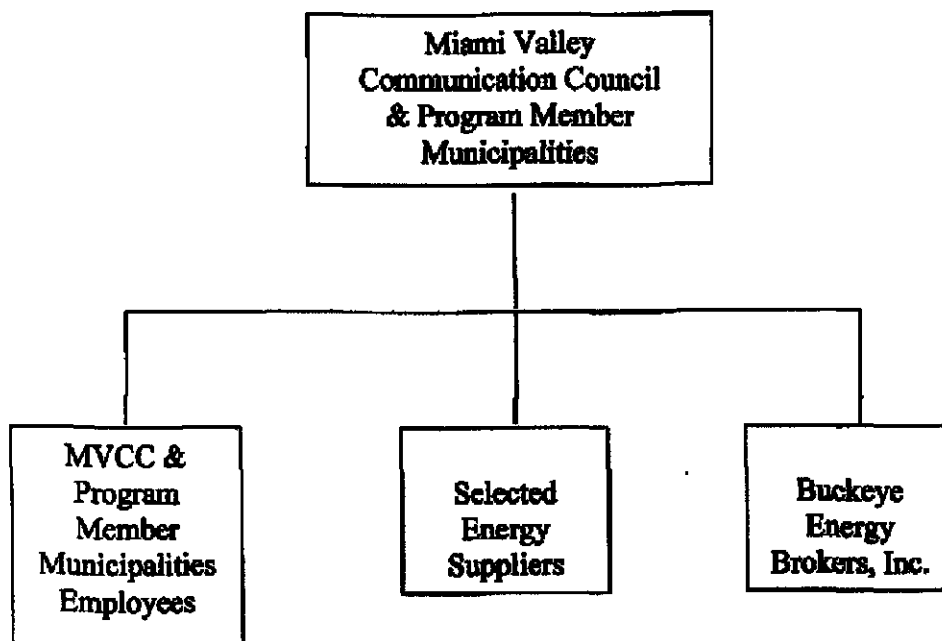 Miami Valley
Communication Council
& Program Member
Municipalities
MVCC &
Program
Member
Municipalities
Employees
Selected
Energy
Suppliers
Buckeye
Energy
Brokers, Inc.